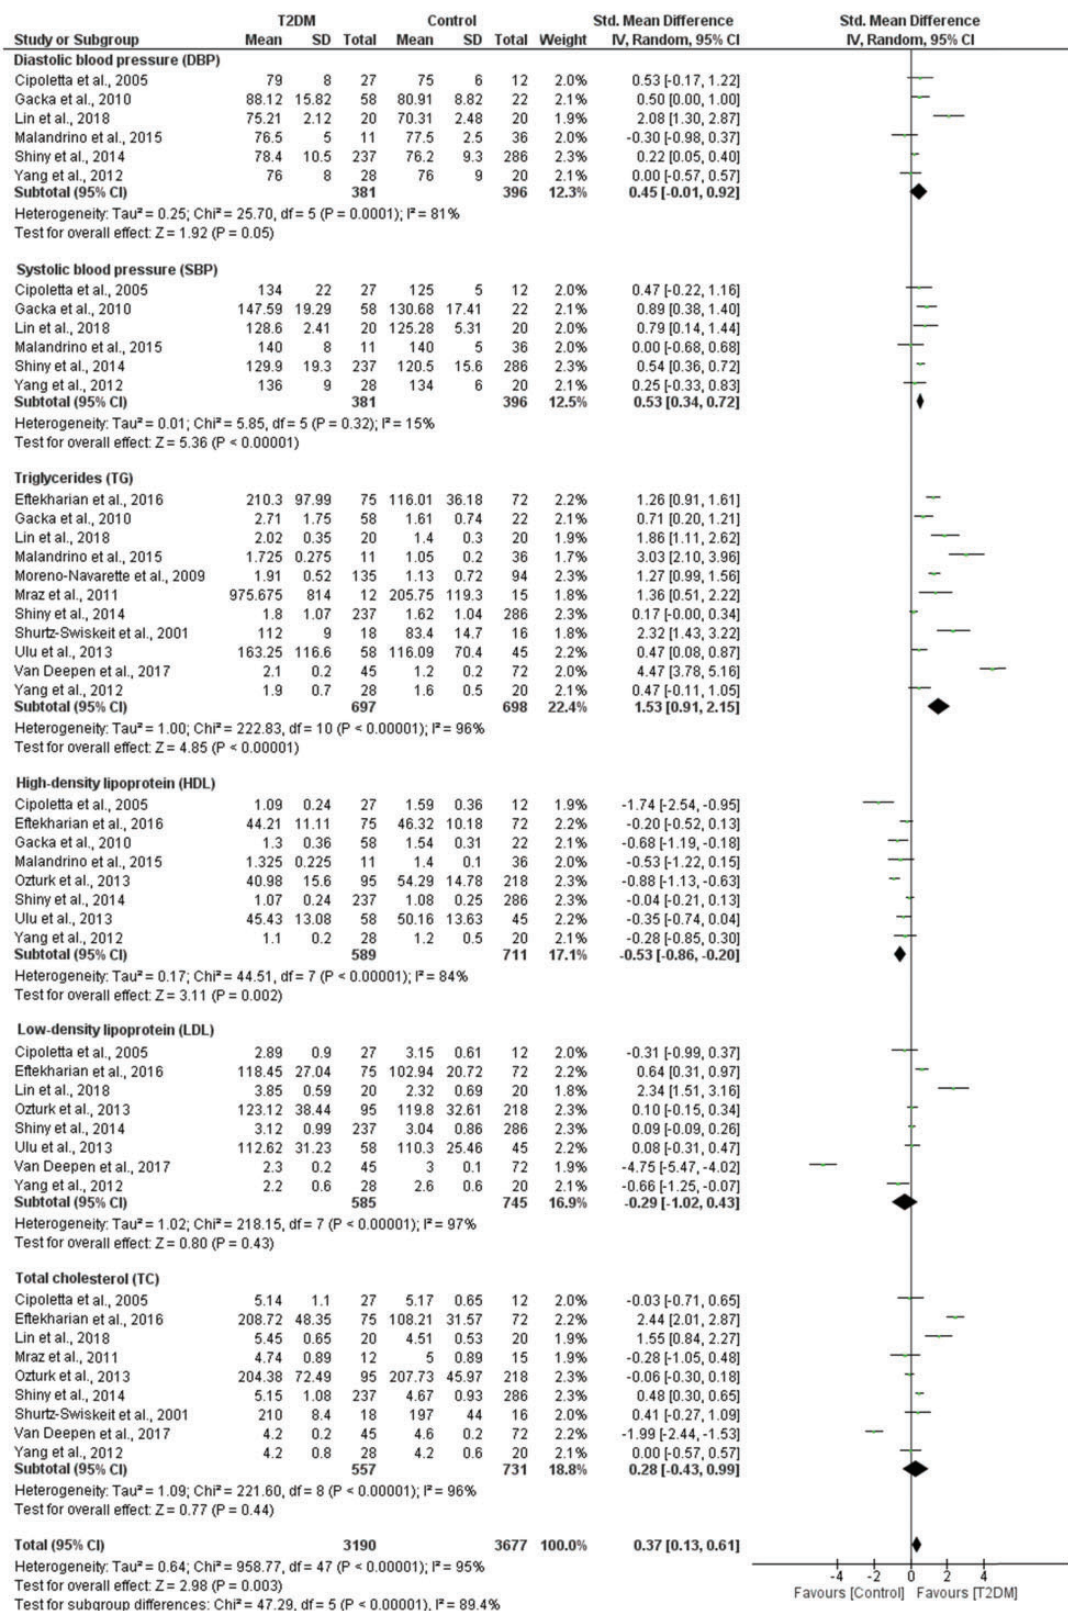 T2DM Control Std. Mean Difference Std. Mean Difference
Study or Subgroup Mean SD Total Mean SD Total Weight IV, Random, 95% CI IV, Random, 95% CI
Diastolic blood pressure (DBP)
Cipoletta et al., 2005 79 8 27 75 6 12 2.0% 0.53 [-0.17, 1.22]
Gacka et al., 2010 88.12 15.82 58 80.91 8.82 22 2.1% 0.50 [0.00, 1.00]
Lin et al., 2018 75.21 2.12 20 70.31 2.48 20 1.9% 2.08 [1.30, 2.87]
Malandrino et al., 2015 76.5 5 11 77.5 2.5 36 2.0% -0.30 [-0.98, 0.37]
Shiny et al., 2014 78.4 10.5 237 76.2 9.3 286 2.3% 0.22 [0.05, 0.40]
Yang et al., 2012 76 8 28 76 9 20 2.1% 0.00 [-0.57, 0.57]
Subtotal (95% CI) 381 396 12.3% 0.45 [-0.01, 0.92]
Heterogeneity: Tau² = 0.25; Chi² = 25.70, df = 5 (P = 0.0001); I² = 81%
Test for overall effect: Z = 1.92 (P = 0.05)
Systolic blood pressure (SBP)
Cipoletta et al., 2005 134 22 27 125 5 12 2.0% 0.47 [-0.22, 1.16]
Gacka et al., 2010 147.59 19.29 58 130.68 17.41 22 2.1% 0.89 [0.38, 1.40]
Lin et al., 2018 128.6 2.41 20 125.28 5.31 20 2.0% 0.79 [0.14, 1.44]
Malandrino et al., 2015 140 8 11 140 5 36 2.0% 0.00 [-0.68, 0.68]
Shiny et al., 2014 129.9 19.3 237 120.5 15.6 286 2.3% 0.54 [0.36, 0.72]
Yang et al., 2012 136 9 28 134 6 20 2.1% 0.25 [-0.33, 0.83]
Subtotal (95% CI) 381 396 12.5% 0.53 [0.34, 0.72]
Heterogeneity: Tau² = 0.01; Chi² = 5.85, df = 5 (P = 0.32); I² = 15%
Test for overall effect: Z = 5.36 (P < 0.00001)
Triglycerides (TG)
Eftekharian et al., 2016 210.3 97.99 75 116.01 36.18 72 2.2% 1.26 [0.91, 1.61]
Gacka et al., 2010 2.71 1.75 58 1.61 0.74 22 2.1% 0.71 [0.20, 1.21]
Lin et al., 2018 2.02 0.35 20 1.4 0.3 20 1.9% 1.86 [1.11, 2.62]
Malandrino et al., 2015 1.725 0.275 11 1.05 0.2 36 1.7% 3.03 [2.10, 3.96]
Moreno-Navarette et al., 2009 1.91 0.52 135 1.13 0.72 94 2.3% 1.27 [0.99, 1.56]
Mraz et al., 2011 975.675 814 12 205.75 119.3 15 1.8% 1.36 [0.51, 2.22]
Shiny et al., 2014 1.8 1.07 237 1.62 1.04 286 2.3% 0.17 [-0.00, 0.34]
Shurtz-Swiskeit et al., 2001 112 9 18 83.4 14.7 16 1.8% 2.32 [1.43, 3.22]
Ulu et al., 2013 163.25 116.6 58 116.09 70.4 45 2.2% 0.47 [0.08, 0.87]
Van Deepen et al., 2017 2.1 0.2 45 1.2 0.2 72 2.0% 4.47 [3.78, 5.16]
Yang et al., 2012 1.9 0.7 28 1.6 0.5 20 2.1% 0.47 [-0.11, 1.05]
Subtotal (95% CI) 697 698 22.4% 1.53 [0.91, 2.15]
Heterogeneity: Tau² = 1.00; Chi² = 222.83, df = 10 (P < 0.00001); I² = 96%
Test for overall effect: Z = 4.85 (P < 0.00001)
High-density lipoprotein (HDL)
Cipoletta et al., 2005 1.09 0.24 27 1.59 0.36 12 1.9% -1.74 [-2.54, -0.95]
Eftekharian et al., 2016 44.21 11.11 75 46.32 10.18 72 2.2% -0.20 [-0.52, 0.13]
Gacka et al., 2010 1.3 0.36 58 1.54 0.31 22 2.1% -0.68 [-1.19, -0.18]
Malandrino et al., 2015 1.325 0.225 11 1.4 0.1 36 2.0% -0.53 [-1.22, 0.15]
Ozturk et al., 2013 40.98 15.6 95 54.29 14.78 218 2.3% -0.88 [-1.13, -0.63]
Shiny et al., 2014 1.07 0.24 237 1.08 0.25 286 2.3% -0.04 [-0.21, 0.13]
Ulu et al., 2013 45.43 13.08 58 50.16 13.63 45 2.2% -0.35 [-0.74, 0.04]
Yang et al., 2012 1.1 0.2 28 1.2 0.5 20 2.1% -0.28 [-0.85, 0.30]
Subtotal (95% CI) 589 711 17.1% -0.53 [-0.86, -0.20]
Heterogeneity: Tau² = 0.17; Chi² = 44.51, df = 7 (P < 0.00001); I² = 84%
Test for overall effect: Z = 3.11 (P = 0.002)
Low-density lipoprotein (LDL)
Cipoletta et al., 2005 2.89 0.9 27 3.15 0.61 12 2.0% -0.31 [-0.99, 0.37]
Eftekharian et al., 2016 118.45 27.04 75 102.94 20.72 72 2.2% 0.64 [0.31, 0.97]
Lin et al., 2018 3.85 0.59 20 2.32 0.69 20 1.8% 2.34 [1.51, 3.16]
Ozturk et al., 2013 123.12 38.44 95 119.8 32.61 218 2.3% 0.10 [-0.15, 0.34]
Shiny et al., 2014 3.12 0.99 237 3.04 0.86 286 2.3% 0.09 [-0.09, 0.26]
Ulu et al., 2013 112.62 31.23 58 110.3 25.46 45 2.2% 0.08 [-0.31, 0.47]
Van Deepen et al., 2017 2.3 0.2 45 3 0.1 72 1.9% -4.75 [-5.47, -4.02]
Yang et al., 2012 2.2 0.6 28 2.6 0.6 20 2.1% -0.66 [-1.25, -0.07]
Subtotal (95% CI) 585 745 16.9% -0.29 [-1.02, 0.43]
Heterogeneity: Tau² = 1.02; Chi² = 218.15, df = 7 (P < 0.00001); I² = 97%
Test for overall effect: Z = 0.80 (P = 0.43)
Total cholesterol (TC)
Cipoletta et al., 2005 5.14 1.1 27 5.17 0.65 12 2.0% -0.03 [-0.71, 0.65]
Eftekharian et al., 2016 208.72 48.35 75 108.21 31.57 72 2.2% 2.44 [2.01, 2.87]
Lin et al., 2018 5.45 0.65 20 4.51 0.53 20 1.9% 1.55 [0.84, 2.27]
Mraz et al., 2011 4.74 0.89 12 5 0.89 15 1.9% -0.28 [-1.05, 0.48]
Ozturk et al., 2013 204.38 72.49 95 207.73 45.97 218 2.3% -0.06 [-0.30, 0.18]
Shiny et al., 2014 5.15 1.08 237 4.67 0.93 286 2.3% 0.48 [0.30, 0.65]
Shurtz-Swiskeit et al., 2001 210 8.4 18 197 44 16 2.0% 0.41 [-0.27, 1.09]
Van Deepen et al., 2017 4.2 0.2 45 4.6 0.2 72 2.2% -1.99 [-2.44, -1.53]
Yang et al., 2012 4.2 0.8 28 4.2 0.6 20 2.1% 0.00 [-0.57, 0.57]
Subtotal (95% CI) 557 731 18.8% 0.28 [-0.43, 0.99]
Heterogeneity: Tau² = 1.09; Chi² = 221.60, df = 8 (P < 0.00001); I² = 96%
Test for overall effect: Z = 0.77 (P = 0.44)
Total (95% CI) 3190 3677 100.0% 0.37 [0.13, 0.61]
Heterogeneity: Tau² = 0.64; Chi² = 958.77, df = 47 (P < 0.00001); I² = 95%
Test for overall effect: Z = 2.98 (P = 0.003)
Test for subgroup differences: Chi² = 47.29, df = 5 (P < 0.00001), I² = 89.4%
-4 -2 0 2 4
Favours [Control] Favours [T2DM]